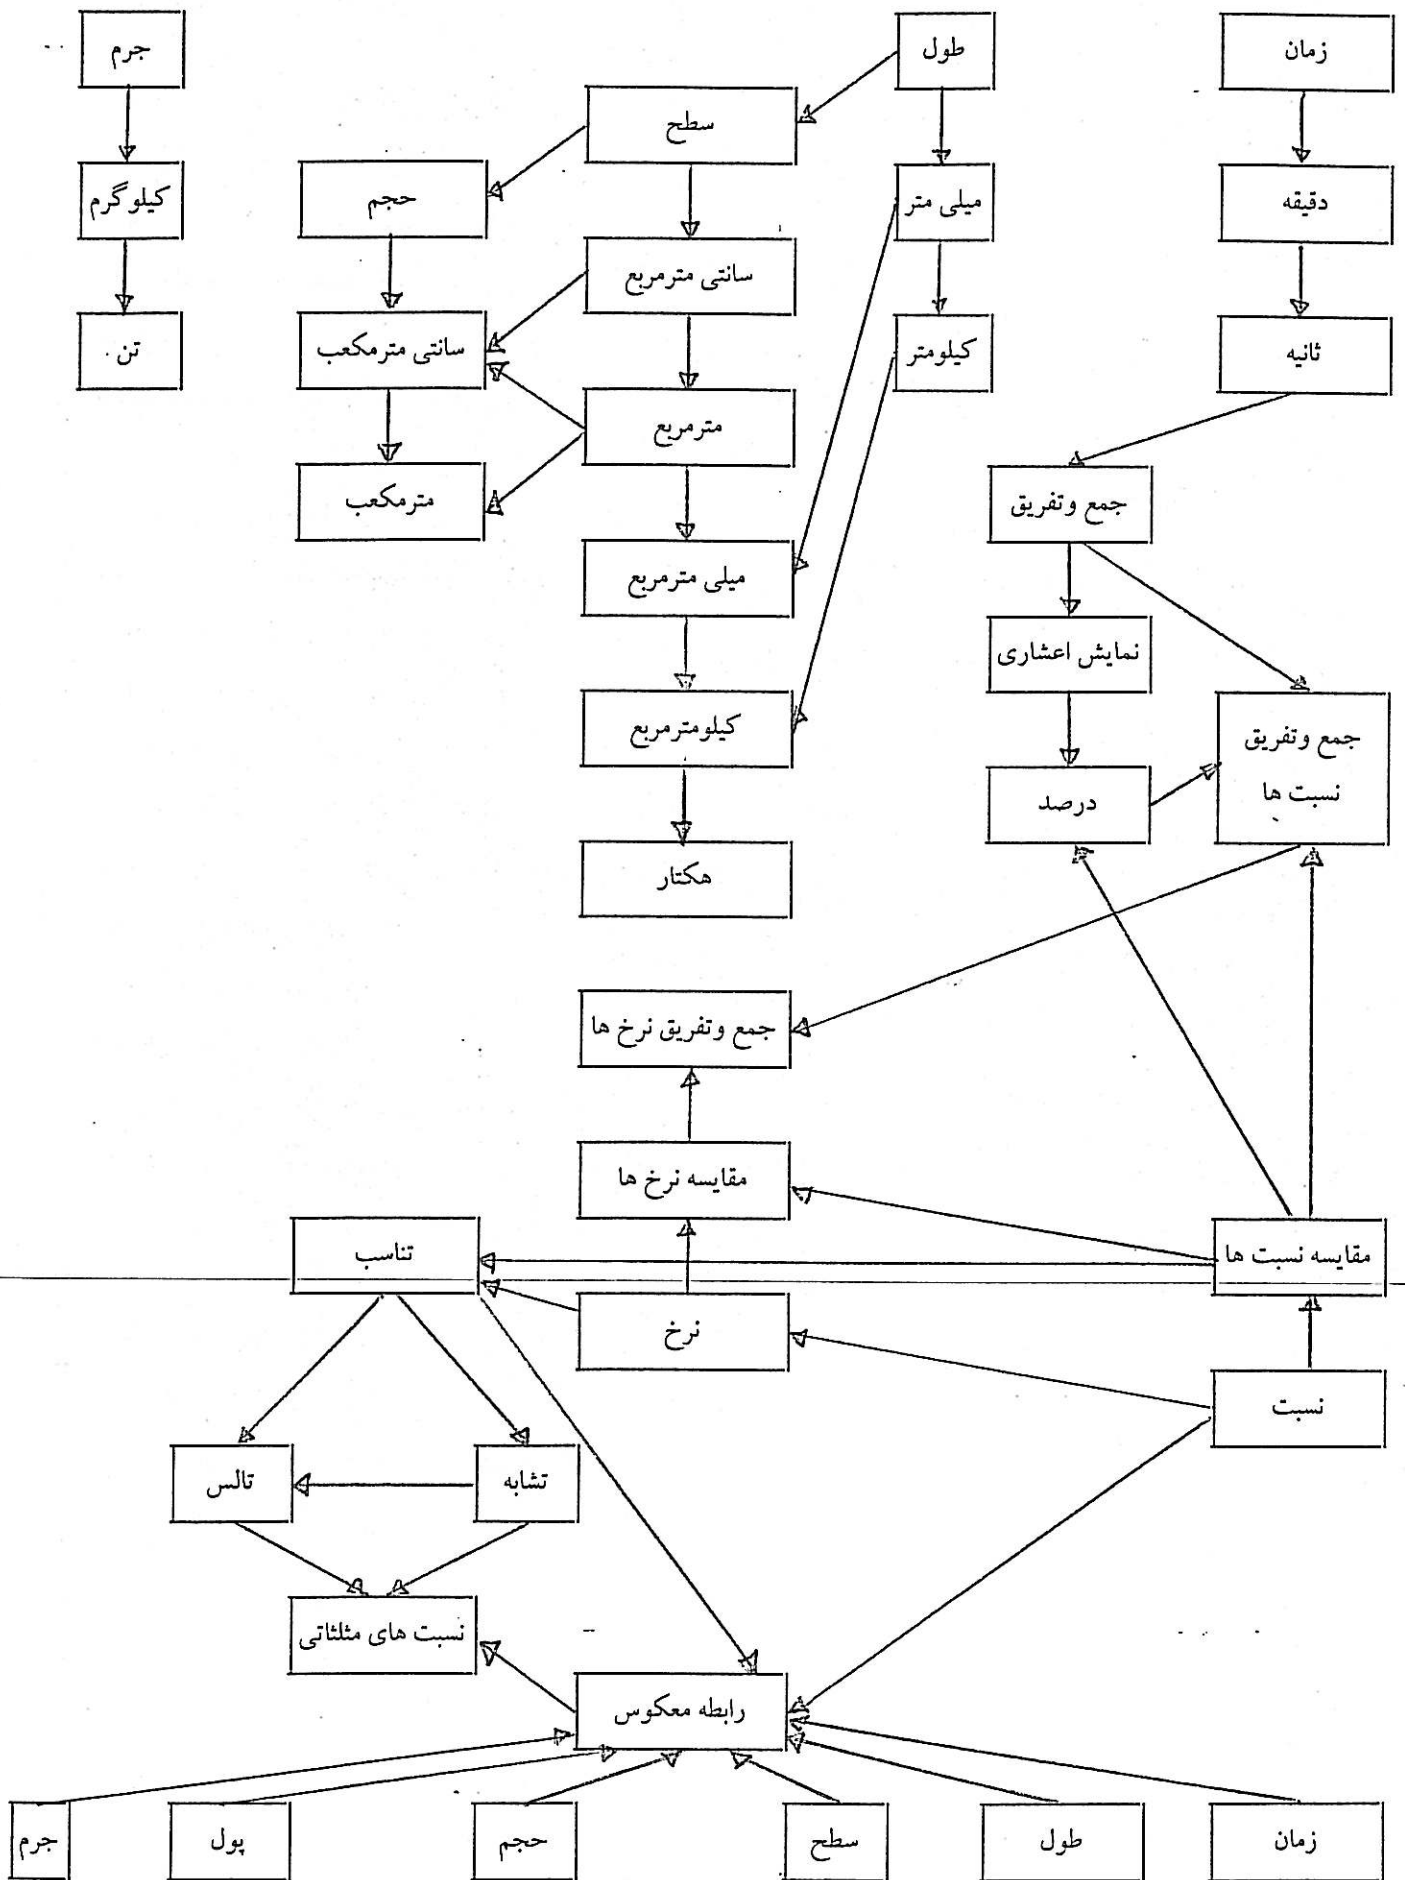 زمان
طول
جرم
سطح
دقیقه
میلی متر
حجم
کیلو گرم
سانتی مترمربع
ثانیه
کیلومتر
سانتی مترمکعب
تن
مترمربع
جمع وتفریق
مترمکعب
میلی مترمربع
نمایش اعشاری
جمع وتفریق
نسبت ها
کیلومترمربع
درصد
هکتار
جمع وتفریق نرخ ها
مقایسه نرخ ها
مقایسه نسبت ها
تناسب
نرخ
نسبت
تشابه
تالس
نسبت های مثلثاتی
رابطه معکوس
زمان
طول
سطح
حجم
پول
جرم